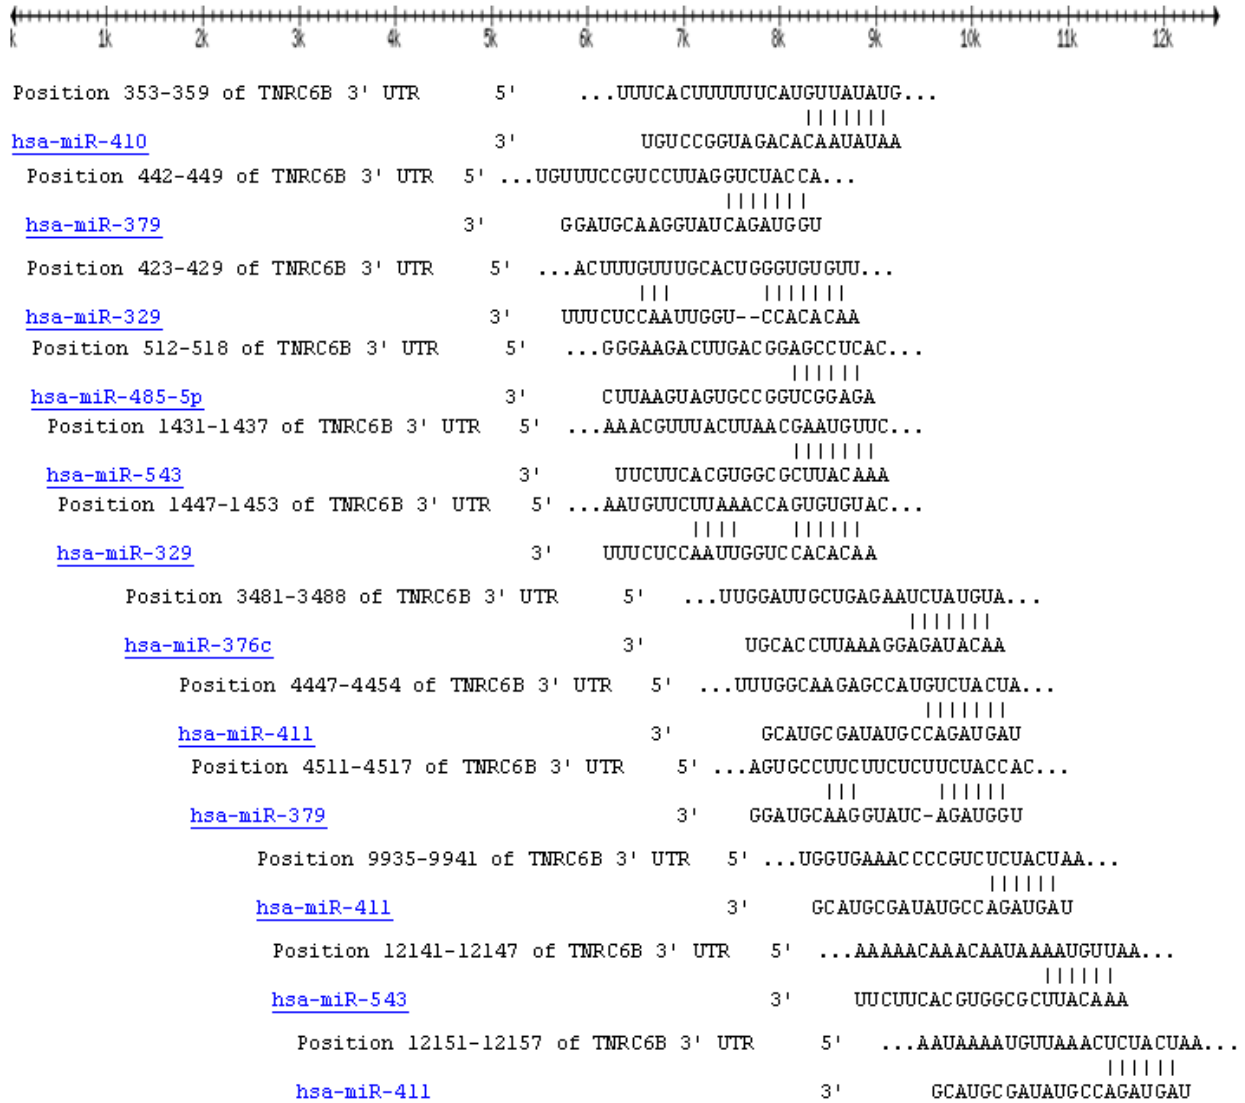 k 1k 2k 3k 4k 5k 6k 7k 8k 9k 10k 11k 12k
Position 353-359 of TNRC6B 3' UTR 5' ...UUUCACUUUUUUCAUGUUAUAUG...
|||||||
hsa-miR-410 3' UGUCCGGUAGACACAAUAUAA
Position 442-449 of TNRC6B 3' UTR 5' ...UGUUUCCGUCCUUAGGUCUACCA...
|||||||
hsa-miR-379 3' GGAUGCAAGGUAUCAGAUGGU
Position 423-429 of TNRC6B 3' UTR 5' ...ACUUUGUUUGCACUGGGUGUGUU...
||| |||||||
hsa-miR-329 3' UUUCUCCAAUUGGU--CCACACAA
Position 512-518 of TNRC6B 3' UTR 5' ...GGGAAGACUUGACGGAGCCUCAC...
||||||
hsa-miR-485-5p 3' CUUAAGUAGUGCCGGUCGGAGA
Position 1431-1437 of TNRC6B 3' UTR 5' ...AAACGUUUACUUAACGAAUGUUC...
|||||||
hsa-miR-543 3' UUCUUCACGUGGCGCUUACAAA
Position 1447-1453 of TNRC6B 3' UTR 5' ...AAUGUUCUUAAACCAGUGUGUAC...
|||| ||||||
hsa-miR-329 3' UUUCUCCAAUUGGUCCACACAA
Position 3481-3488 of TNRC6B 3' UTR 5' ...UUGGAUUGCUGAGAAUCUAUGUA...
|||||||
hsa-miR-376c 3' UGCACCUUAAAGGAGAUACAA
Position 4447-4454 of TNRC6B 3' UTR 5' ...UUUGGCAAGAGCCAUGUCUACUA...
|||||||
hsa-miR-411 3' GCAUGCGAUAUGCCAGAUGAU
Position 4511-4517 of TNRC6B 3' UTR 5' ...AGUGCCUUCUUCUCUUCUACCAC...
||| ||||||
hsa-miR-379 3' GGAUGCAAGGUAUC-AGAUGGU
Position 9935-9941 of TNRC6B 3' UTR 5' ...UGGUGAAACCCCGUCUCUACUAA...
||||||
hsa-miR-411 3' GCAUGCGAUAUGCCAGAUGAU
Position 12141-12147 of TNRC6B 3' UTR 5' ...AAAAACAAACAAUAAAAUGUUAA...
||||||
hsa-miR-543 3' UUCUUCACGUGGCGCUUACAAA
Position 12151-12157 of TNRC6B 3' UTR 5' ...AAUAAAAUGUUAAACUCUACUAA...
||||||
hsa-miR-411 3' GCAUGCGAUAUGCCAGAUGAU